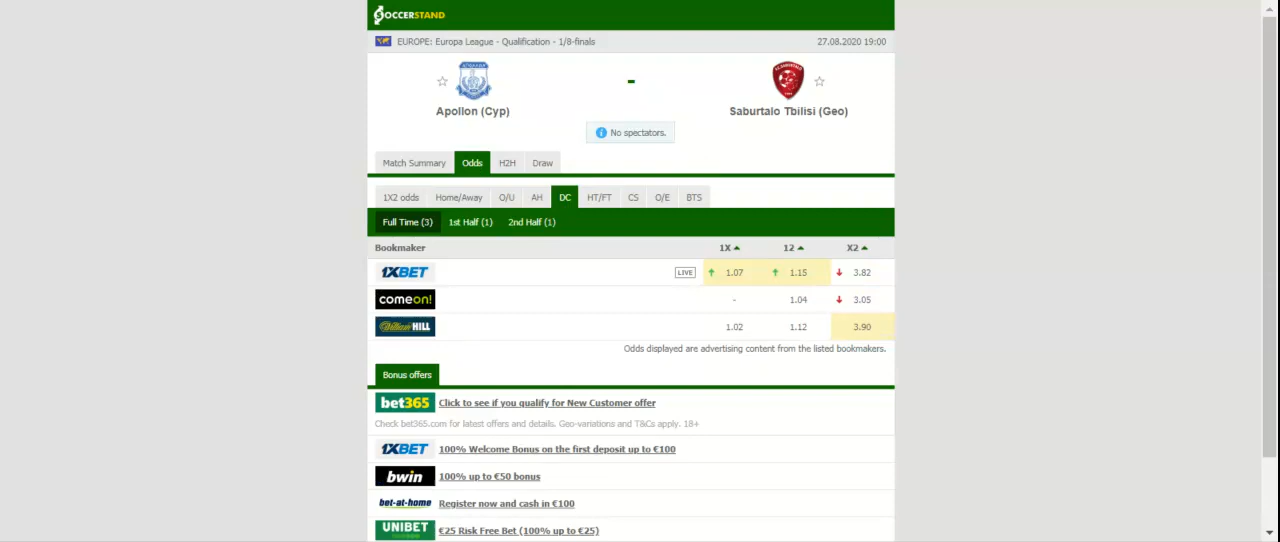 SOCCERSTAND
EUROPE: Europa League - Qualification - 1/8-finals 27.08.2020 19:00
-
Apollon (Cyp) Saburtalo Tbilisi (Geo)
No spectators.
Match Summary Odds H2H Draw
1X2 odds Home/Away O/U AH DC HT/FT CS O/E BTS
Full Time (3) 1st Half (1) 2nd Half (1)
Bookmaker 1X 12 X2
1XBET LIVE 1.07 1.15 3.82
comeon! - 1.04 3.05
William HILL 1.02 1.12 3.90
Odds displayed are advertising content from the listed bookmakers.
Bonus offers
bet365 Click to see if you qualify for New Customer offer
Check bet365.com for latest offers and details. Geo-variations and T&Cs apply. 18+
1XBET 100% Welcome Bonus on the first deposit up to €100
bwin 100% up to €50 bonus
bet-at-home Register now and cash in €100
UNIBET €25 Risk Free Bet (100% up to €25)